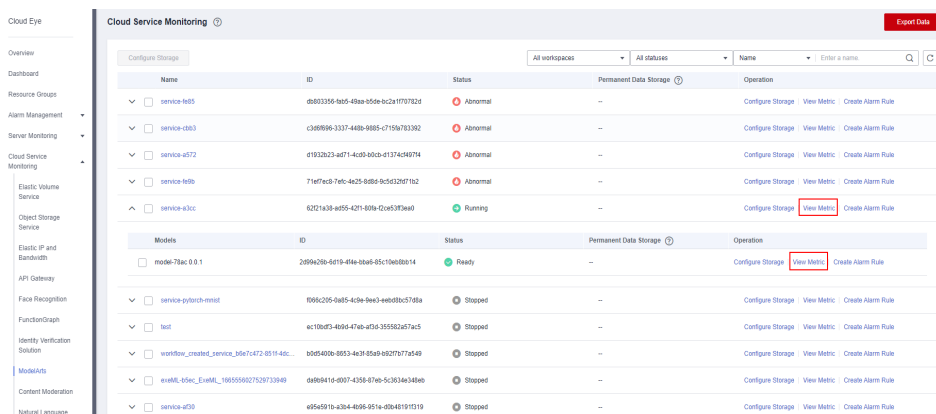 Cloud Eye
Cloud Service Monitoring
Export Data
Overview
Dashboard
Resource Groups
Alarm Management
Server Monitoring
Cloud Service
Monitoring
Elastic Volume
Service
Object Storage
Service
Elastic IP and
Bandwidth
API Gateway
Face Recognition
FunctionGraph
Identity Verification
Solution
ModelArts
Content Moderation
Natural Language
Configure Storage
All workspaces
All statuses
Name
Enter a name.
Name ID Status Permanent Data Storage Operation
service-fe85 db803356-fab5-49aa-b5de-bc2a1f70782d Abnormal -- Configure Storage View Metric Create Alarm Rule
service-cbb3 c3d6f696-3337-448b-9885-c715fa783392 Abnormal -- Configure Storage View Metric Create Alarm Rule
service-a572 d1932b23-ad71-4cd0-b0cb-d1374cf497f4 Abnormal -- Configure Storage View Metric Create Alarm Rule
service-fe9b 71ef7ec8-7efc-4e25-8d8d-9c5d32fd71b2 Abnormal -- Configure Storage View Metric Create Alarm Rule
service-a3cc 62f21a38-ad55-42f1-80fa-f2ce53ff3ea0 Running -- Configure Storage View Metric Create Alarm Rule
Models ID Status Permanent Data Storage Operation
model-78ac 0.0.1 2d99e26b-6d19-4f4e-bba6-85c10eb8bb14 Ready -- Configure Storage View Metric Create Alarm Rule
service-pytorch-mnist f066c205-0a85-4c9e-9ee3-eebd8bc57d8a Stopped -- Configure Storage View Metric Create Alarm Rule
test ec10bdf3-4b9d-47eb-af3d-355582a57ac5 Stopped -- Configure Storage View Metric Create Alarm Rule
workflow_created_service_b6e7c472-851f-4dc... b0d5400b-8653-4e3f-85a9-b92f7b77a549 Stopped -- Configure Storage View Metric Create Alarm Rule
exeML-b5ec_ExeML_1665556027529733949 da9b941d-d007-4358-87eb-5c3634e348eb Stopped -- Configure Storage View Metric Create Alarm Rule
service-af30 e95e591b-a3b4-4b96-951e-d0b48191f319 Stopped -- Configure Storage View Metric Create Alarm Rule